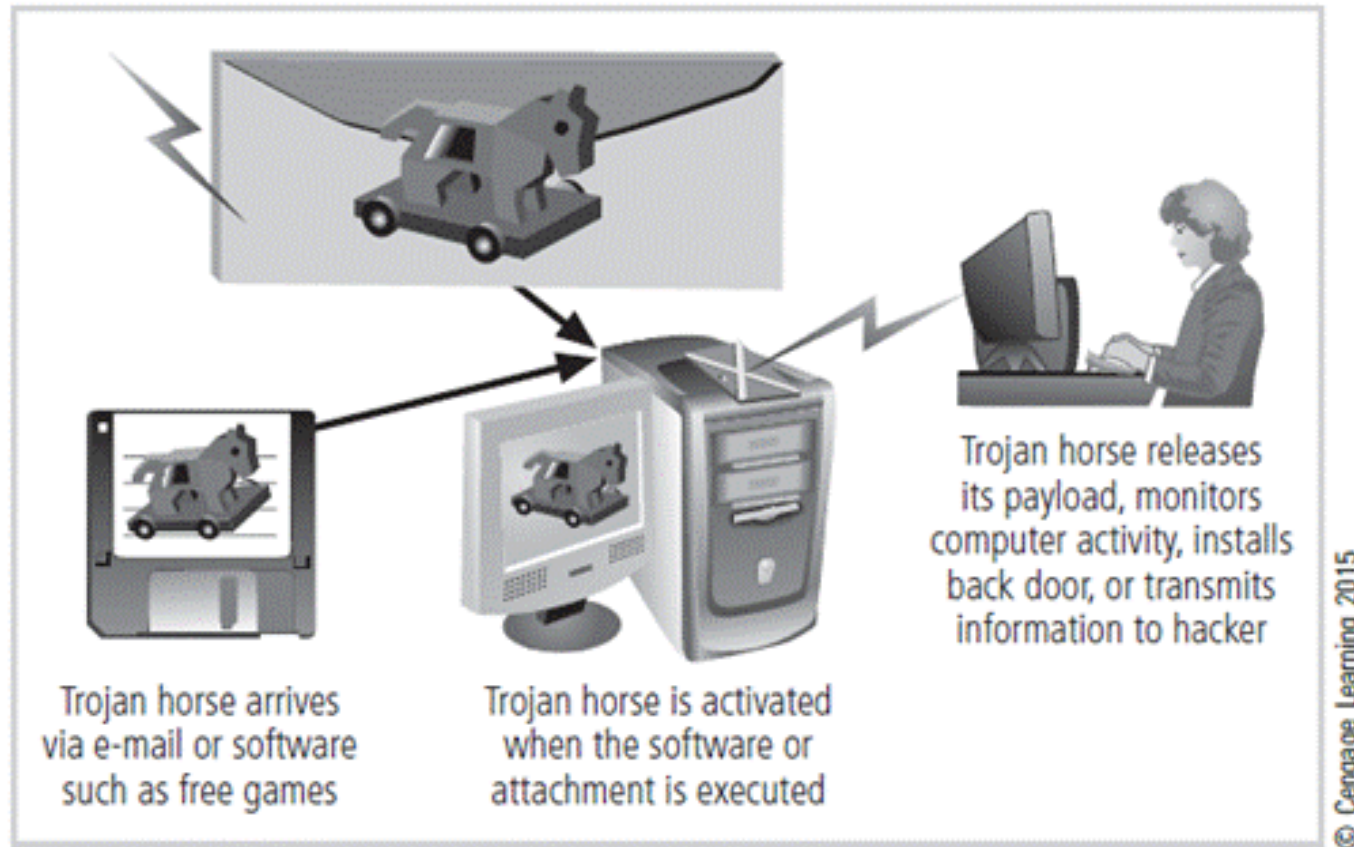 Trojan horse arrives
via e-mail or software
such as free games
Trojan horse is activated
when the software or
attachment is executed
Trojan horse releases
its payload, monitors
computer activity, installs
back door, or transmits
information to hacker
© Cengage Learning 2015